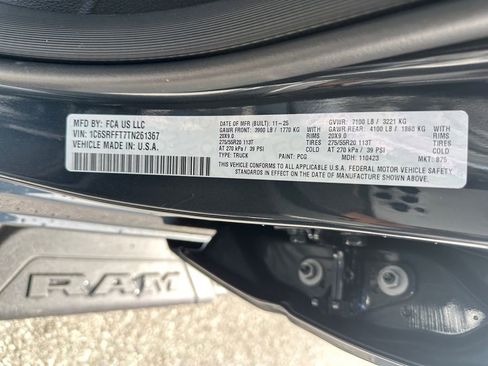 MFD BY: FCA US LLC
VIN: 1C6SRFFT7TN261367
VEHICLE MADE IN U.S.A.
DATE OF MFR (BUILT): 11-25
GAWR FRONT: 3900 LB / 1770 KG
WITH
20X9.0 RIMS
275/55R20 113T TIRES
AT 270 kPa / 39 PSI COLD
TYPE: TRUCK
PAINT: PCG
GVWR: 7100 LB / 3221 KG
GAWR REAR: 4100 LB / 1860 KG
WITH
20X9.0 RIMS
275/55R20 113T TIRES
AT 270 kPa / 39 PSI COLD
MDH: 110423
MKT: 875
VEHICLE CONFORMS TO ALL APPLICABLE U.S.A. FEDERAL MOTOR VEHICLE SAFETY
STANDARDS IN EFFECT ON THE DATE OF MANUFACTURE SHOWN ABOVE
RAM